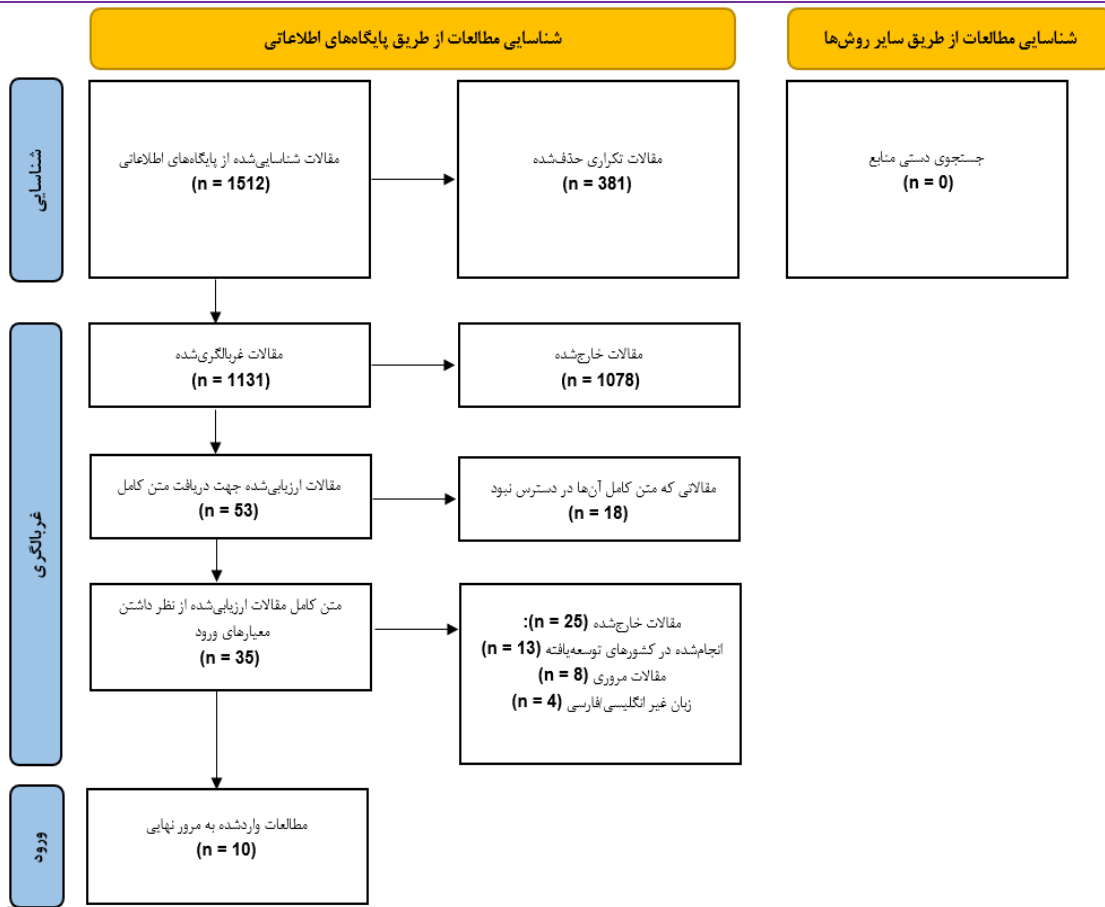 شناسایی مطالعات از طریق سایر روش‌ها
شناسایی مطالعات از طریق پایگاه‌های اطلاعاتی
شناسایی
مقالات شناسایی‌شده از پایگاه‌های اطلاعاتی
(n = 1512)
مقالات تکراری حذف‌شده
(n = 381)
جستجوی دستی منابع
(n = 0)
غربالگری
مقالات غربالگری‌شده
(n = 1131)
مقالات خارج‌شده
(n = 1078)
مقالات ارزیابی‌شده جهت دریافت متن کامل
(n = 53)
مقالاتی که متن کامل آن‌ها در دسترس نبود
(n = 18)
متن کامل مقالات ارزیابی‌شده از نظر داشتن
معیارهای ورود
(n = 35)
مقالات خارج‌شده (n = 25):
انجام‌شده در کشورهای توسعه‌یافته (n = 13)
مقالات مروری (n = 8)
زبان غیر انگلیسی/فارسی (n = 4)
ورود
مطالعات واردشده به مرور نهایی
(n = 10)